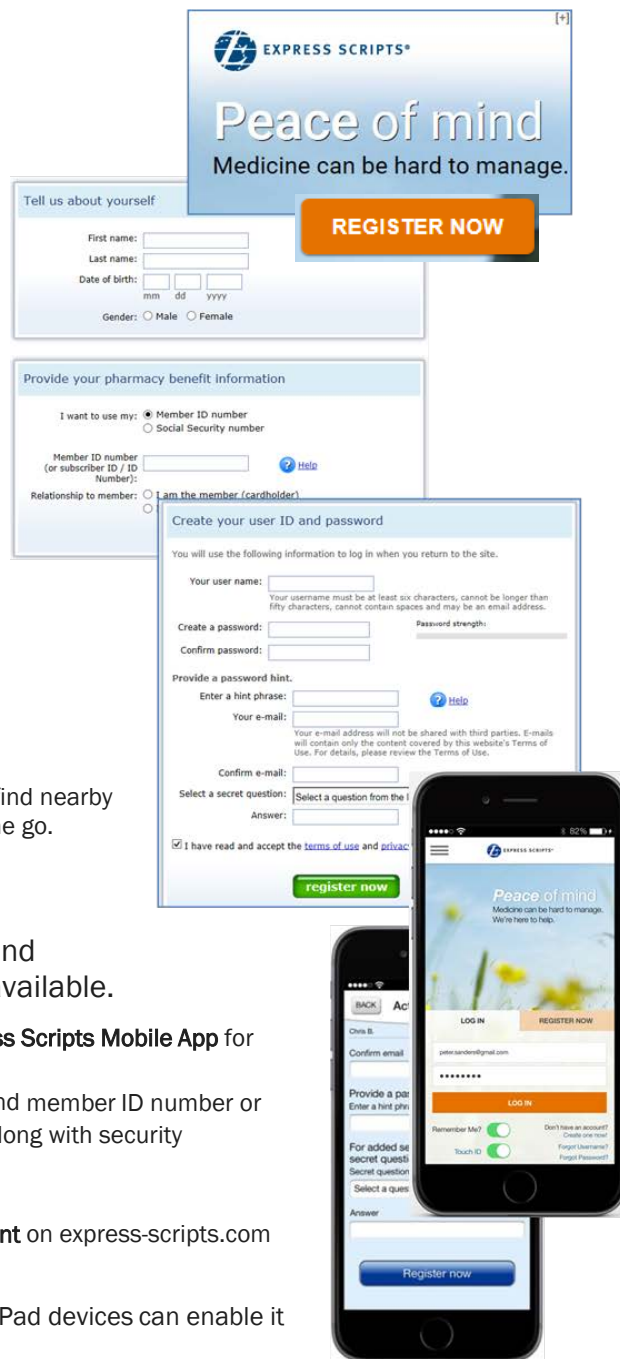 [+]
EXPRESS SCRIPTS®
Peace of mind
Medicine can be hard to manage.
REGISTER NOW
Tell us about yourself
First name:
Last name:
Date of birth:
mm dd yyyy
Gender: Male Female
Provide your pharmacy benefit information
I want to use my: Member ID number
Social Security number
Member ID number
(or subscriber ID / ID
Number):
Help
Relationship to member: I am the member (cardholder)
Create your user ID and password
You will use the following information to log in when you return to the site.
Your user name:
Your username must be at least six characters, cannot be longer than
fifty characters, cannot contain spaces and may be an email address.
Create a password:
Password strength:
Confirm password:
Provide a password hint.
Enter a hint phrase:
Help
Your e-mail:
Your e-mail address will not be shared with third parties. E-mails
will contain only the content covered by this website's Terms of
Use. For details, please review the Terms of Use.
Confirm e-mail:
Select a secret question: Select a question from the
Answer:
I have read and accept the terms of use and
register now
find nearby
go.
available.
Scripts Mobile App for
member ID number or
along with security
on express-scripts.com
devices can enable it
82%
EXPRESS SCRIPTS®
Peace of mind
Medicine can be hard to manage.
We're here to help.
LOG IN
REGISTER NOW
peter.sanders@gmail.com
LOG IN
Remember Me?
Don't have an account?
Create one now!
Touch ID
Forgot Username?
Forgot Password?
BACK
Chris B.
Confirm email
Provide a
Enter a hint
For added
secret
Secret question
Select a
Answer
Register now